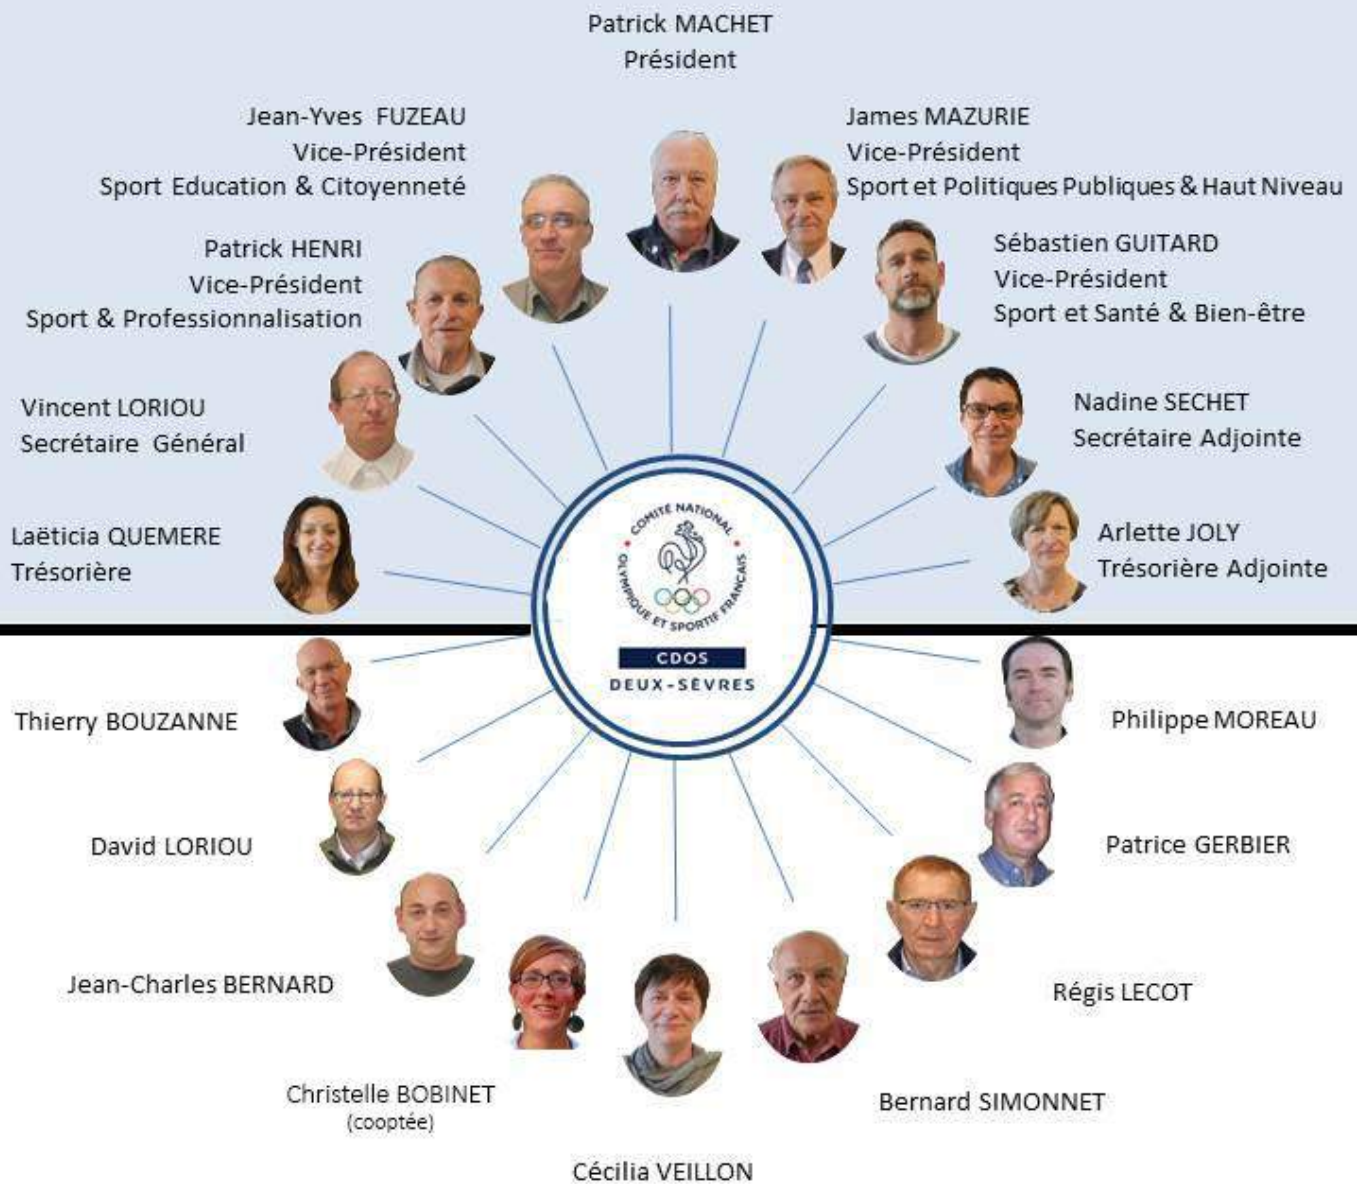 Patrick MACHET
Président
Jean-Yves FUZEAU
Vice-Président
Sport Education & Citoyenneté
James MAZURIE
Vice-Président
Sport et Politiques Publiques & Haut Niveau
Patrick HENRI
Vice-Président
Sport & Professionnalisation
Sébastien GUITARD
Vice-Président
Sport et Santé & Bien-être
Vincent LORIOU
Secrétaire Général
Nadine SECHET
Secrétaire Adjointe
Laëticia QUEMERE
Trésorière
Arlette JOLY
Trésorière Adjointe
COMITÉ NATIONAL
OLYMPIQUE ET SPORTIF FRANÇAIS
CDOS
DEUX-SÈVRES
Thierry BOUZANNE
Philippe MOREAU
David LORIOU
Patrice GERBIER
Jean-Charles BERNARD
Régis LECOT
Christelle BOBINET
(cooptée)
Bernard SIMONNET
Cécilia VEILLON